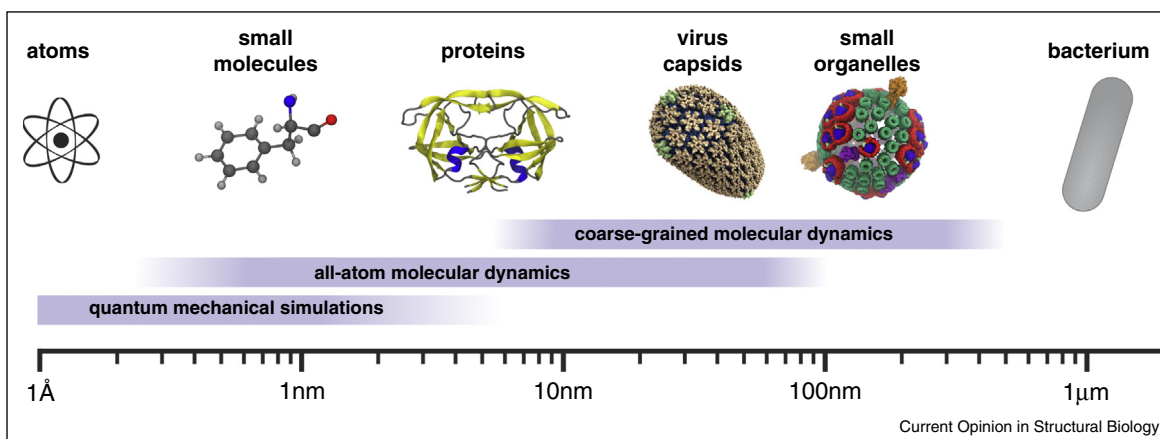 atoms
small
molecules
proteins
virus
capsids
small
organelles
bacterium
coarse-grained molecular dynamics
all-atom molecular dynamics
quantum mechanical simulations
1Å
1nm
10nm
100nm
1μm
Current Opinion in Structural Biology